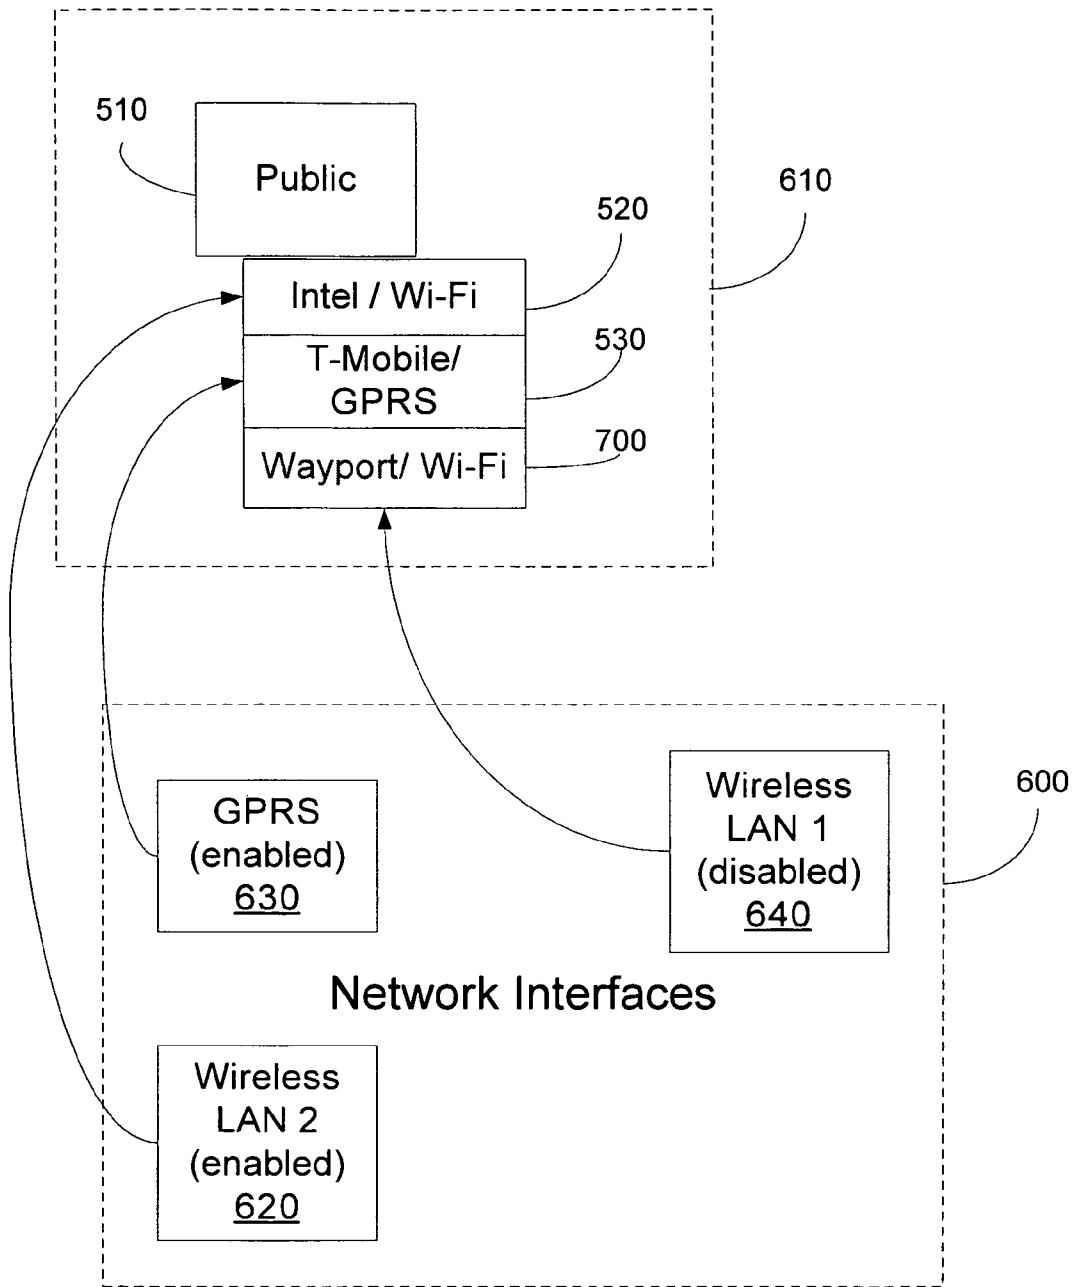 510
Public
610
520
Intel / Wi-Fi
530
T-Mobile/
GPRS
700
Wayport/ Wi-Fi
600
GPRS
(enabled)
630
Wireless
LAN 1
(disabled)
640
Network Interfaces
Wireless
LAN 2
(enabled)
620